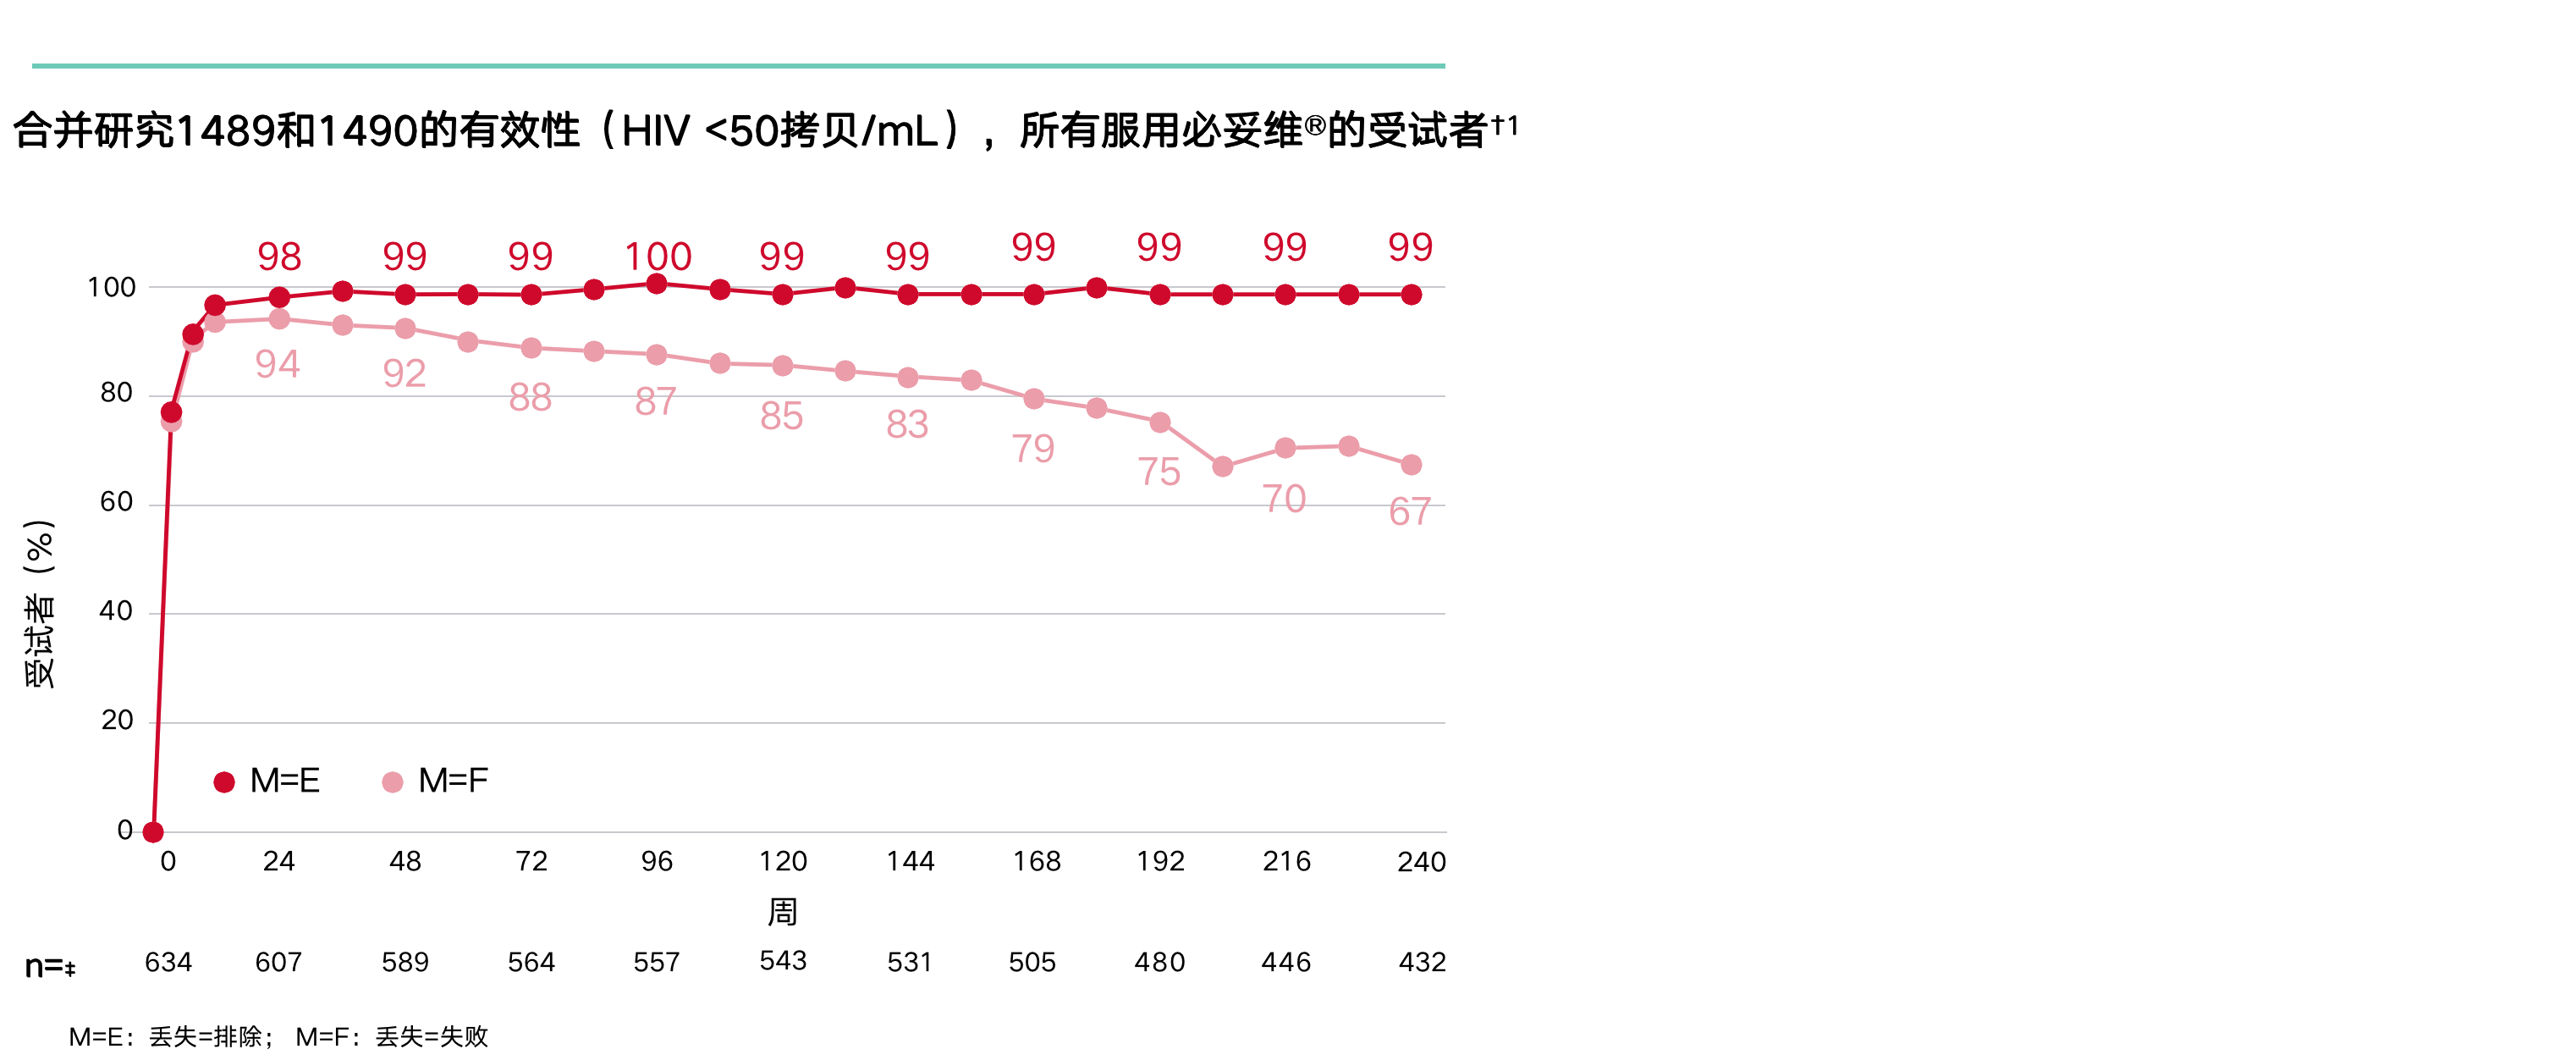 合并研究1489和1490的有效性（HIV <50拷贝/mL），所有服用必妥维®的受试者†1
98 99 99 100 99 99 99 99 99 99
100
94 92 88 87 85 83 79 75 70 67
80
60
40
20
0
受试者（%）
M=E M=F
0 24 48 72 96 120 144 168 192 216 240
周
n=‡ 634 607 589 564 557 543 531 505 480 446 432
M=E：丢失=排除； M=F：丢失=失败